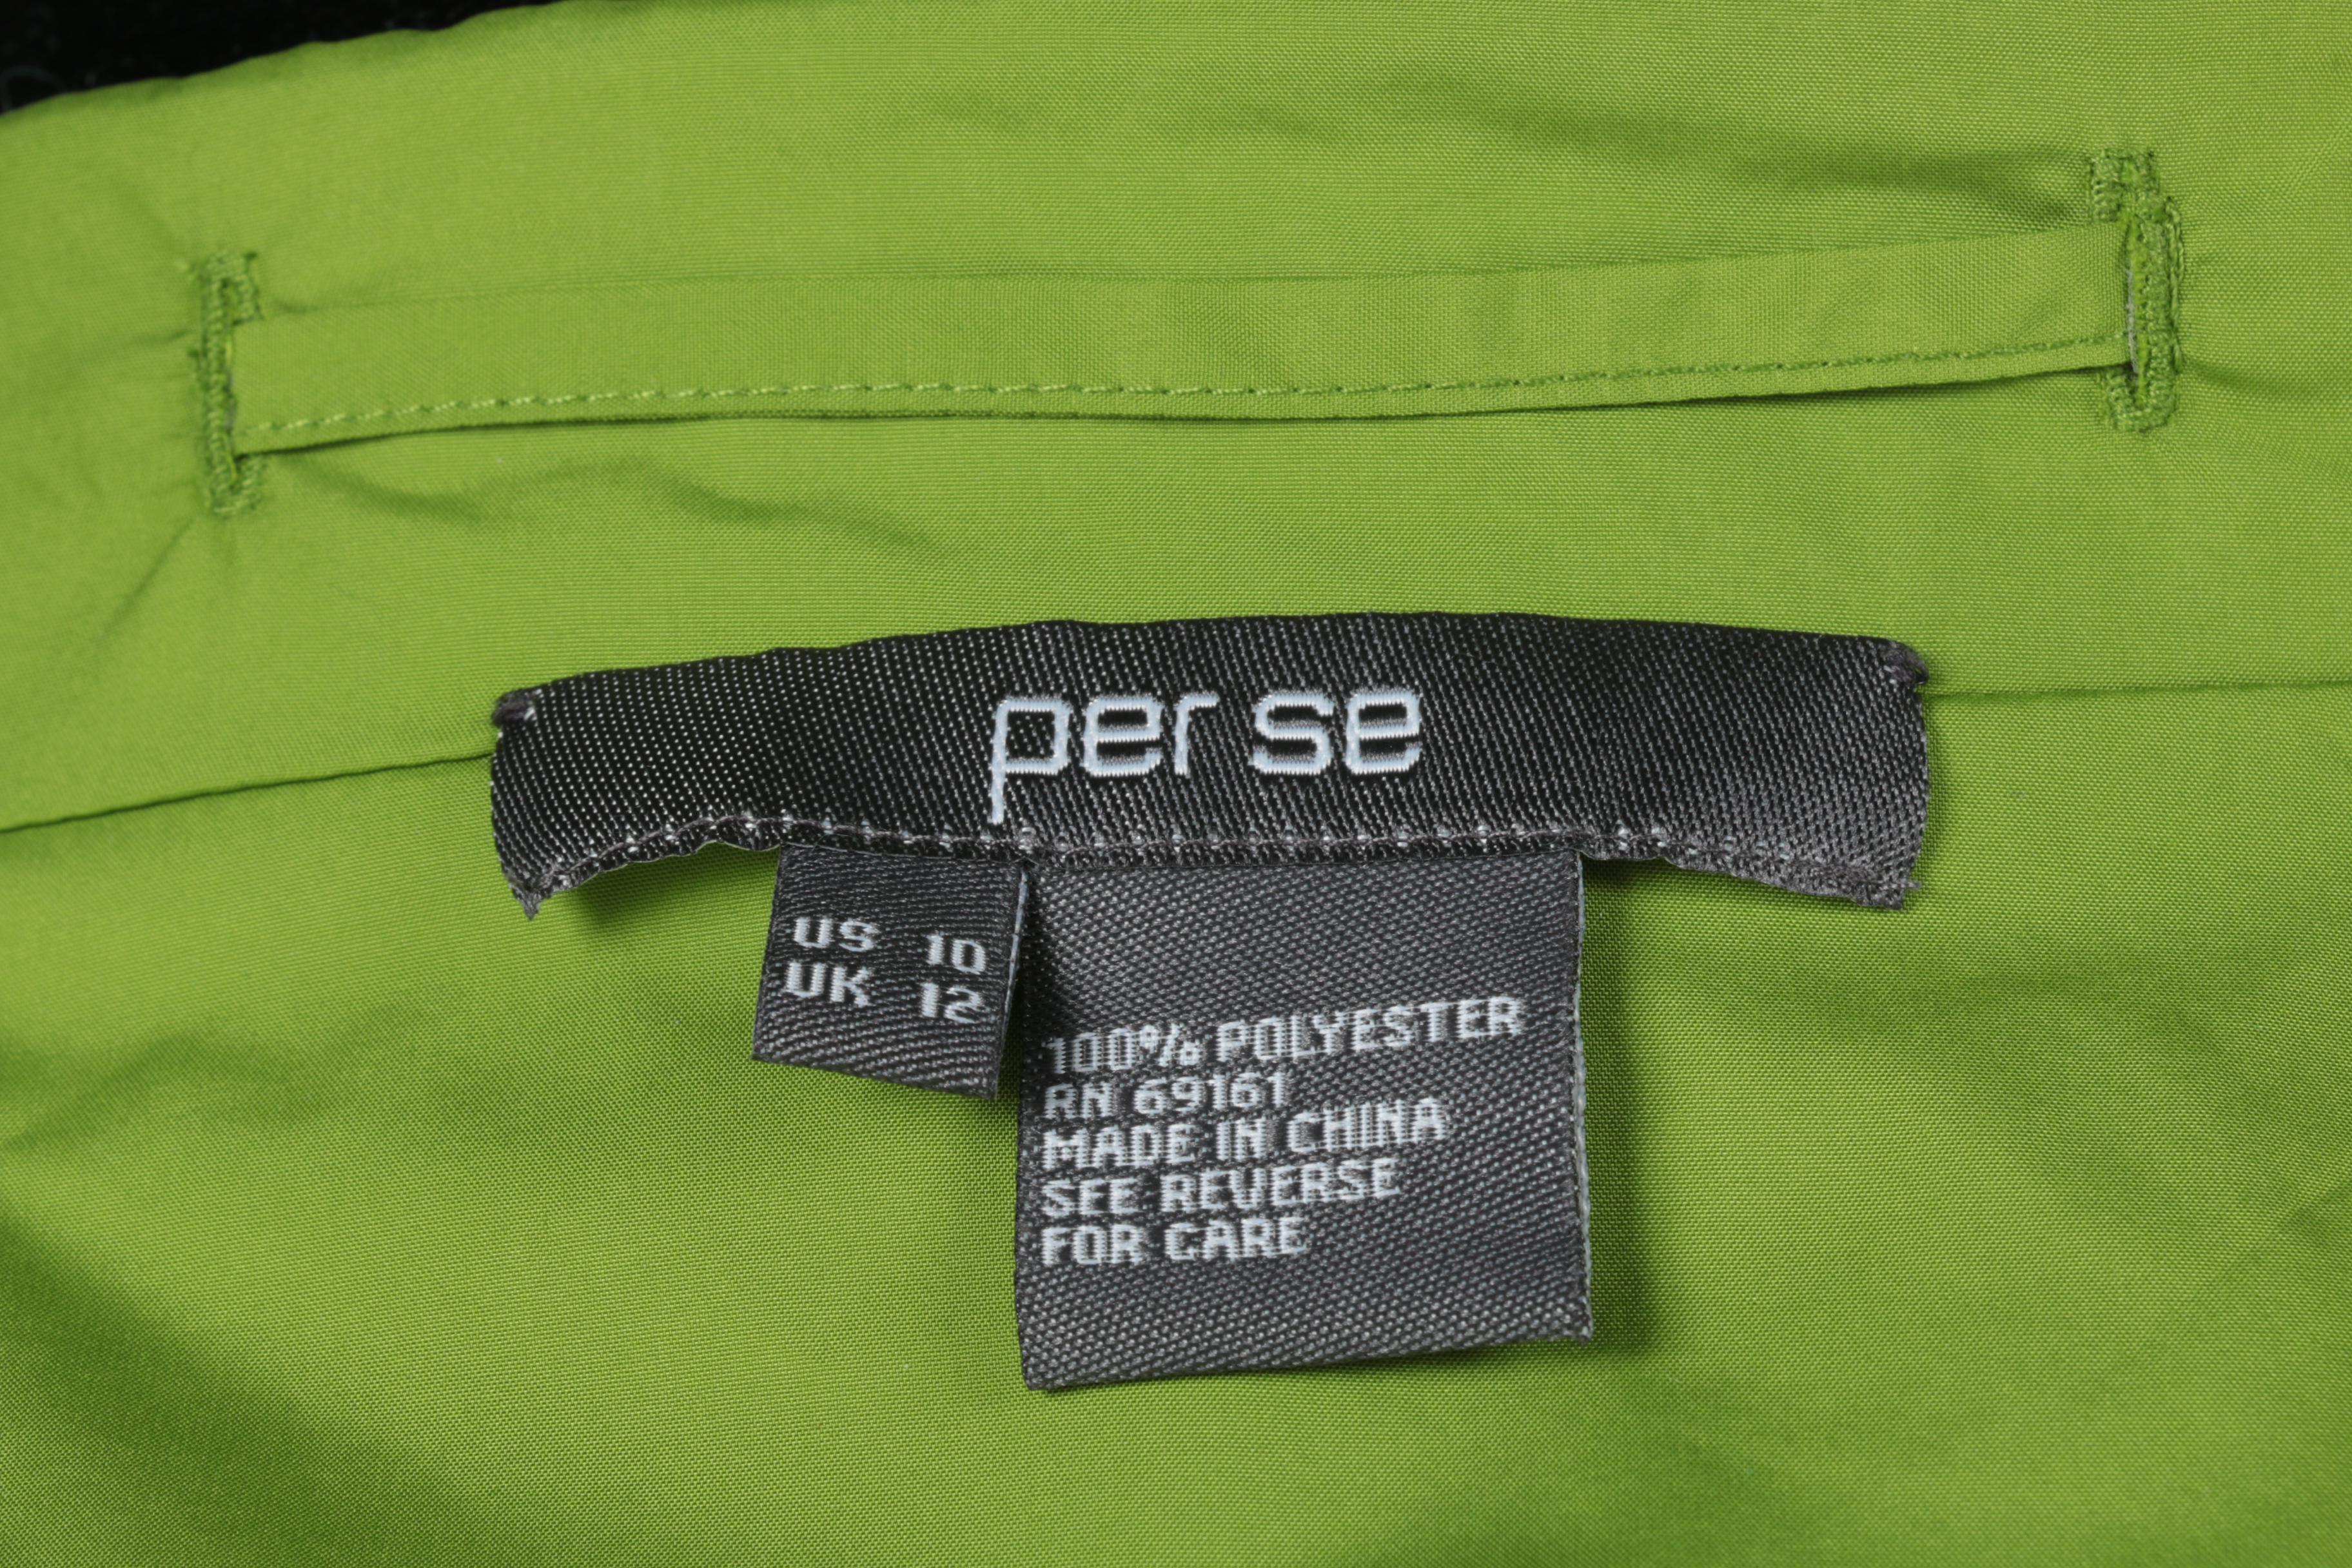 per se
US 10
UK 12
100% POLYESTER
RN 69161
MADE IN CHINA
SEE REVERSE
FOR CARE